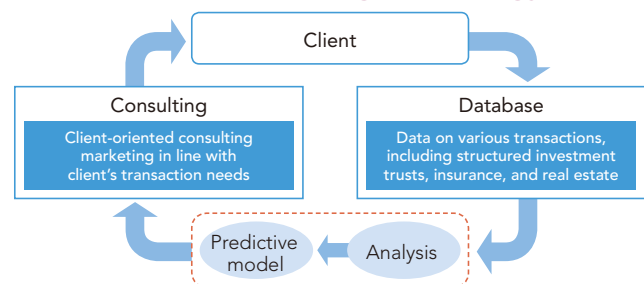 Client
Consulting
Client-oriented consulting
marketing in line with
client's transaction needs
Database
Data on various transactions,
including structured investment
trusts, insurance, and real estate
Predictive
model
Analysis